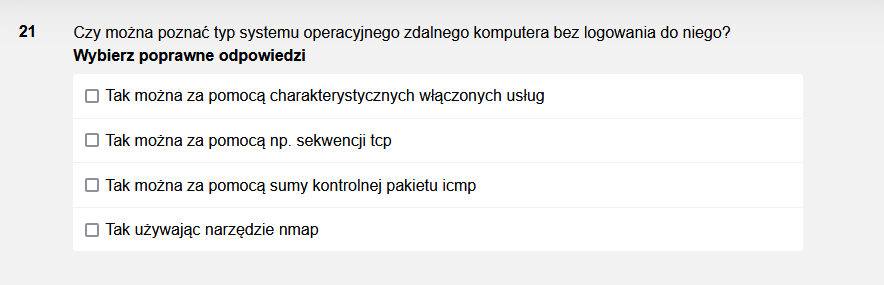 21 Czy można poznać typ systemu operacyjnego zdalnego komputera bez logowania do niego?
Wybierz poprawne odpowiedzi
Tak można za pomocą charakterystycznych włączonych usług
Tak można za pomocą np. sekwencji tcp
Tak można za pomocą sumy kontrolnej pakietu icmp
Tak używając narzędzie nmap